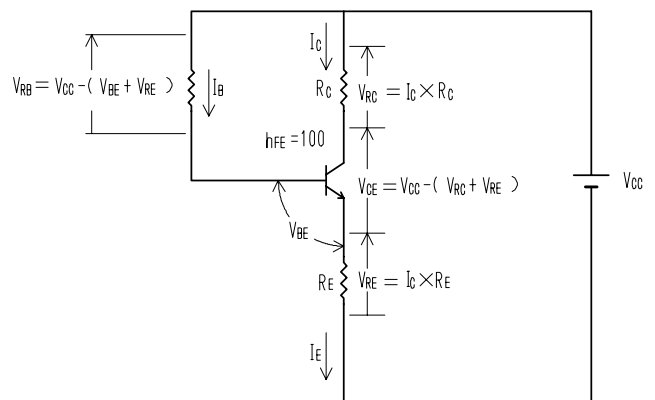 IC
VRB = VCC - ( VBE + VRE )
IB
RC
VRC = IC × RC
hFE = 100
VCE = VCC - ( VRC + VRE )
VCC
VBE
RE
VRE = IC × RE
IE